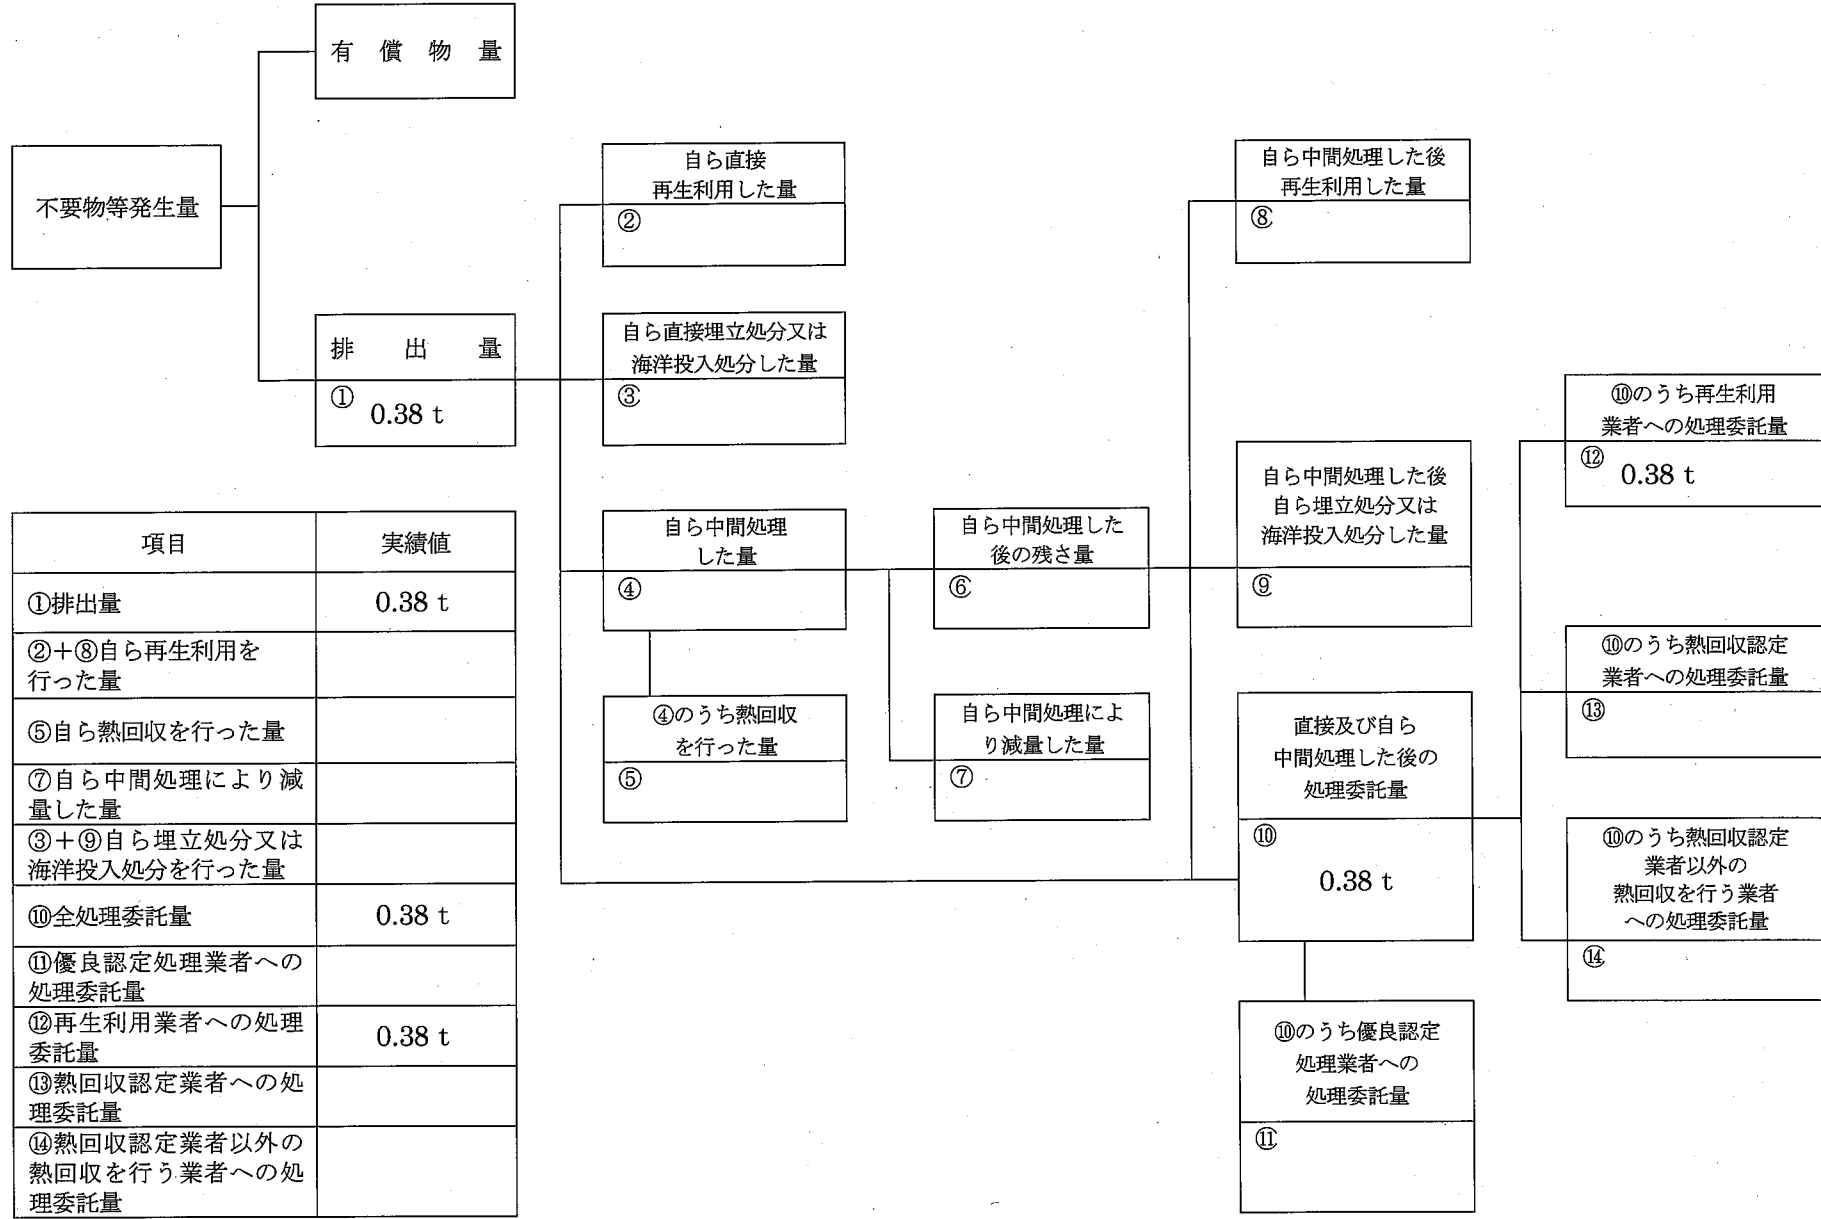 有償物量
不要物等発生量
排出量
①
0.38 t
自ら直接
再生利用した量
②
自ら直接埋立処分又は
海洋投入処分した量
③
自ら中間処理
した量
④
④のうち熱回収
を行った量
⑤
自ら中間処理した
後の残さ量
⑥
自ら中間処理によ
り減量した量
⑦
自ら中間処理した後
再生利用した量
⑧
自ら中間処理した後
自ら埋立処分又は
海洋投入処分した量
⑨
直接及び自ら
中間処理した後の
処理委託量
⑩
0.38 t
⑩のうち優良認定
処理業者への
処理委託量
⑪
⑩のうち再生利用
業者への処理委託量
⑫
0.38 t
⑩のうち熱回収認定
業者への処理委託量
⑬
⑩のうち熱回収認定
業者以外の
熱回収を行う業者
への処理委託量
⑭
項目 実績値
①排出量 0.38 t
②＋⑧自ら再生利用を
行った量
⑤自ら熱回収を行った量
⑦自ら中間処理により減
量した量
③＋⑨自ら埋立処分又は
海洋投入処分を行った量
⑩全処理委託量 0.38 t
⑪優良認定処理業者への
処理委託量
⑫再生利用業者への処理
委託量 0.38 t
⑬熱回収認定業者への処
理委託量
⑭熱回収認定業者以外の
熱回収を行う業者への処
理委託量